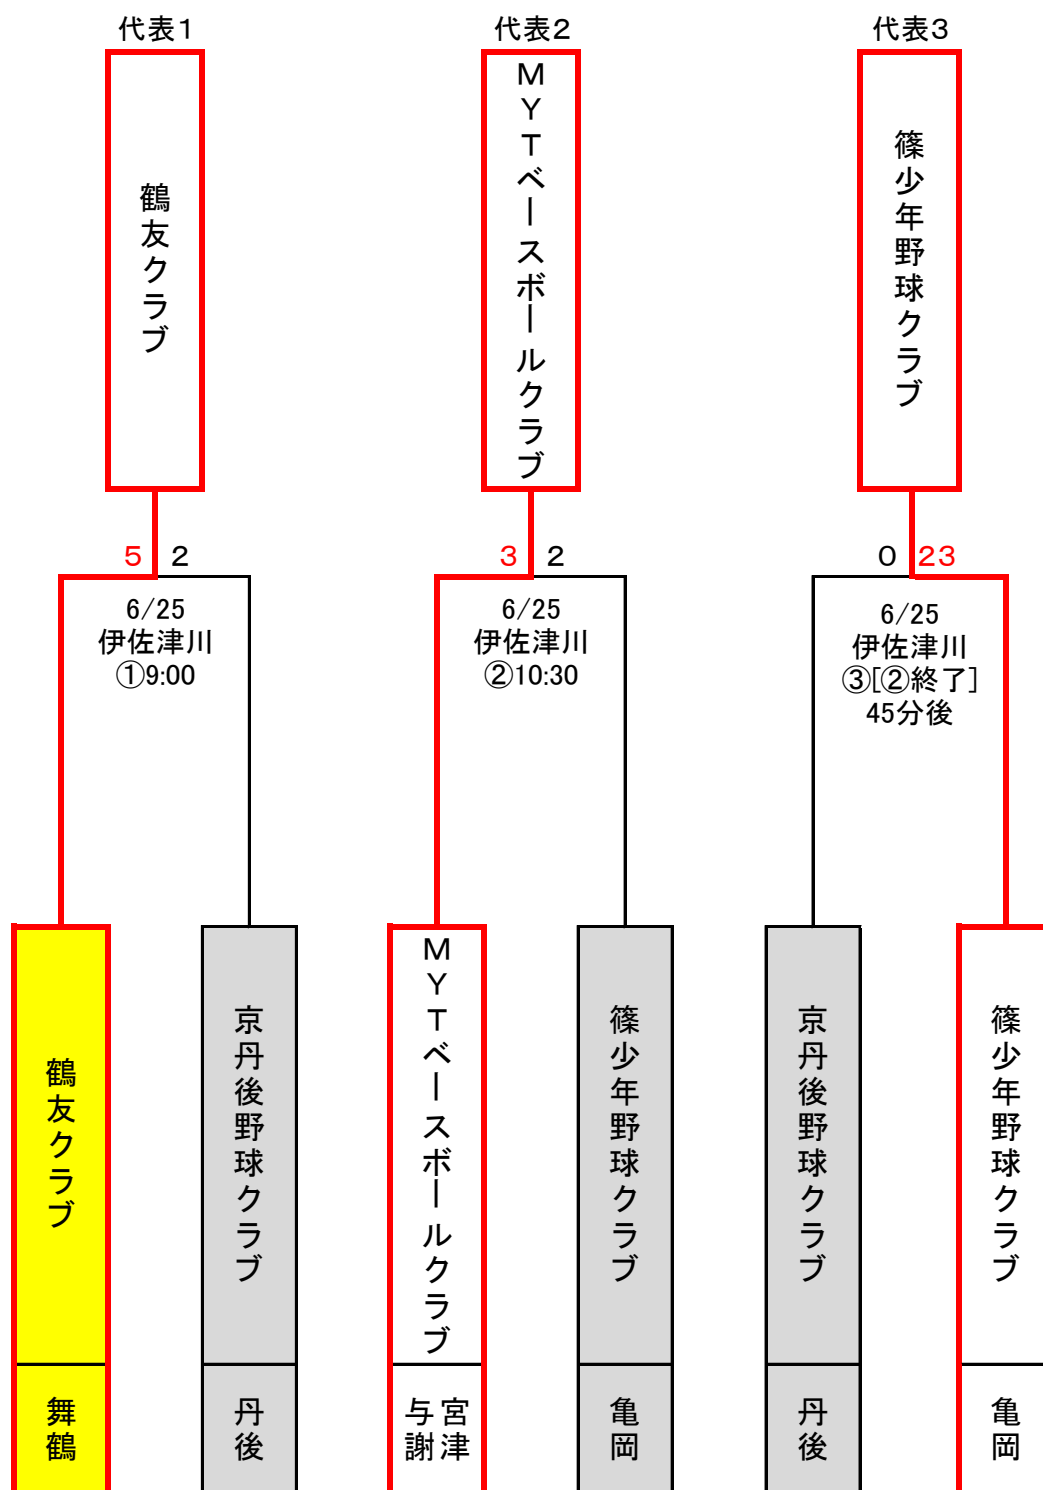 代表1
代表2
代表3
鶴友クラブ
MYTベースボールクラブ
篠少年野球クラブ
5 2
3 2
0 23
6/25
伊佐津川
①9:00
6/25
伊佐津川
②10:30
6/25
伊佐津川
③[②終了]
45分後
鶴友クラブ
京丹後野球クラブ
MYTベースボールクラブ
篠少年野球クラブ
京丹後野球クラブ
篠少年野球クラブ
舞鶴
丹後
宮津
与謝
亀岡
丹後
亀岡